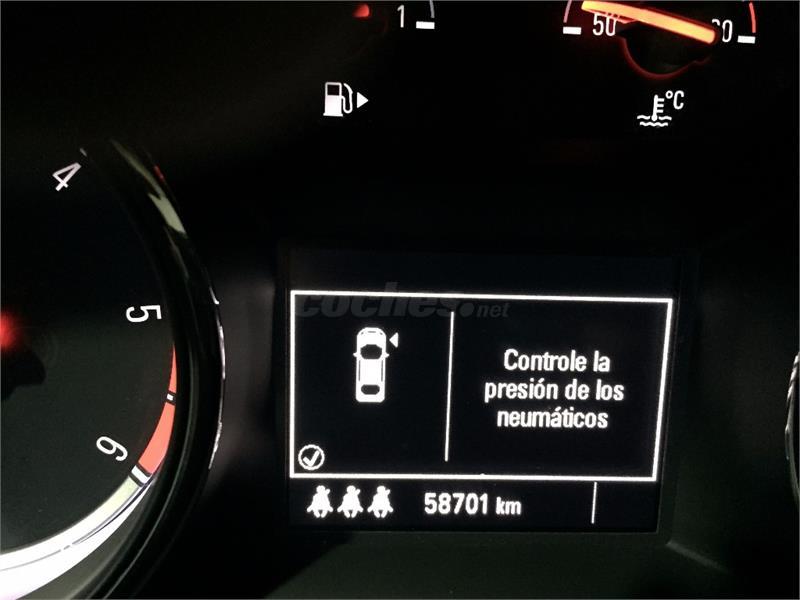 1
50
°C
4
5
6
coches.net
Controle la
presión de los
neumáticos
58701 km